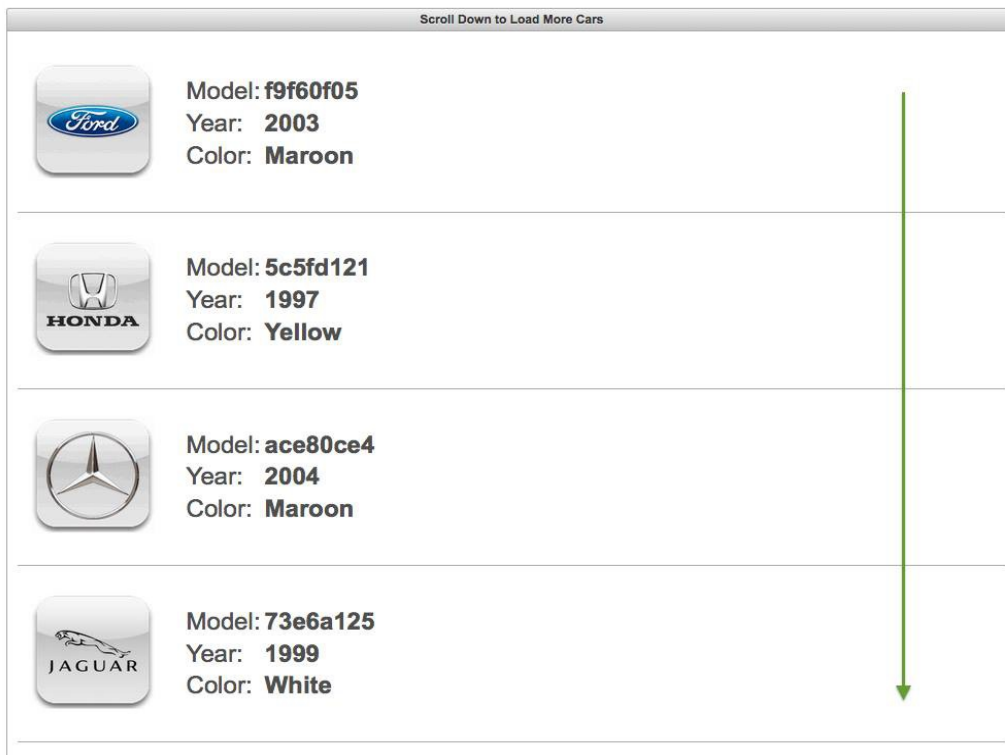 Scroll Down to Load More Cars
Ford
Model: f9f60f05
Year: 2003
Color: Maroon
HONDA
Model: 5c5fd121
Year: 1997
Color: Yellow
Model: ace80ce4
Year: 2004
Color: Maroon
JAGUAR
Model: 73e6a125
Year: 1999
Color: White